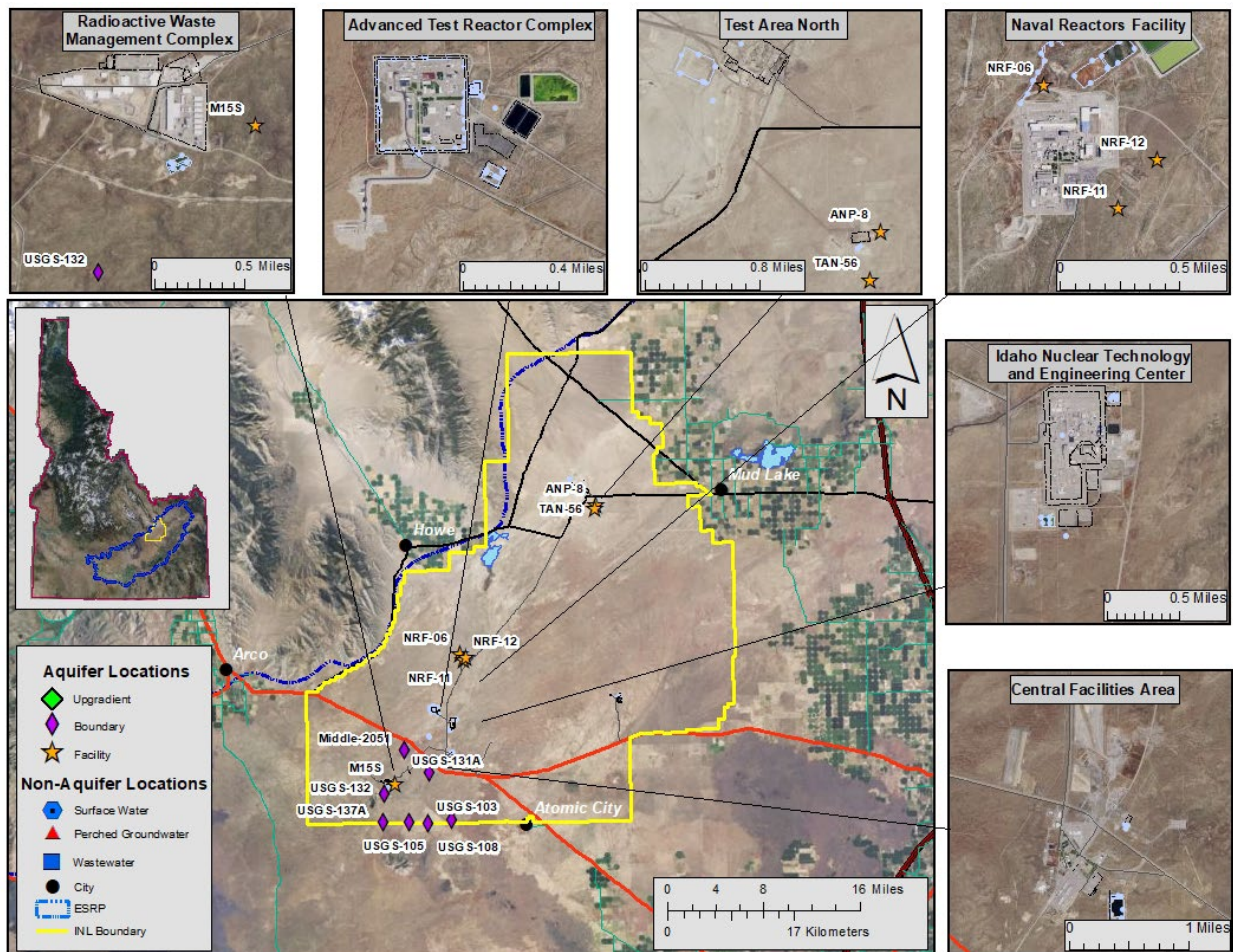 Radioactive Waste
Management Complex
M15S
USGS-132
0 0.5 Miles
Advanced Test Reactor Complex
0 0.4 Miles
Test Area North
ANP-8
TAN-56
0 0.8 Miles
Naval Reactors Facility
NRF-06
NRF-12
NRF-11
0 0.5 Miles
N
Mud Lake
ANP-8
TAN-56
Howe
NRF-06
NRF-12
NRF-11
Arco
Middle-2051
USGS-131A
M15S
USGS-132
USGS-137A
USGS-103
Atomic City
USGS-105
USGS-108
Aquifer Locations
Upgradient
Boundary
Facility
Non-Aquifer Locations
Surface Water
Perched Groundwater
Wastewater
City
ESRP
INL Boundary
0 4 8 16 Miles
0 17 Kilometers
Idaho Nuclear Technology
and Engineering Center
0 0.5 Miles
Central Facilities Area
0 1 Miles